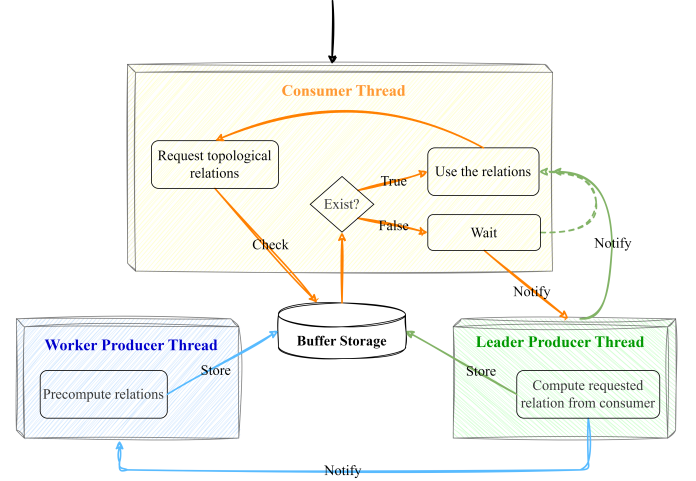 Consumer Thread
Request topological
relations
Exist?
True
False
Use the relations
Wait
Check
Notify
Notify
Buffer Storage
Worker Producer Thread
Precompute relations
Store
Leader Producer Thread
Store
Compute requested
relation from consumer
Notify